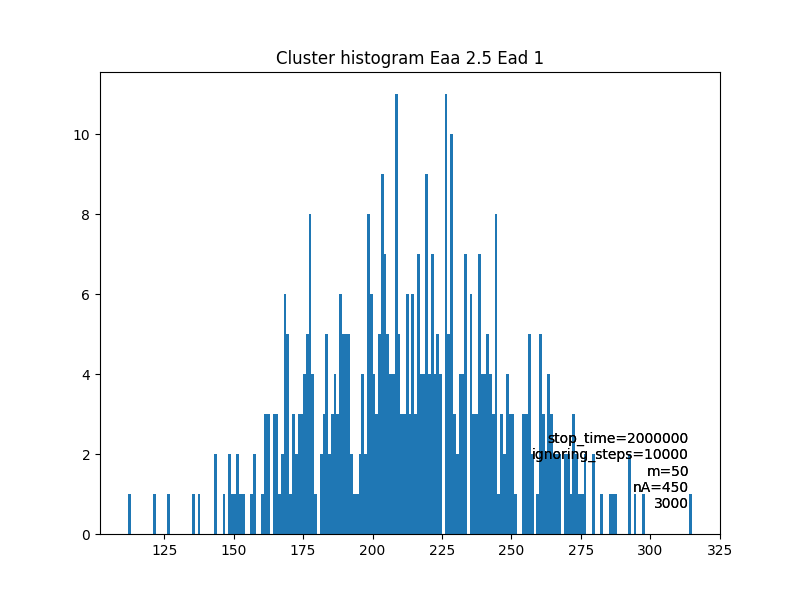 Cluster histogram Eaa 2.5 Ead 1
10
8
6
4
2
0
stop_time=2000000
ignoring_steps=10000
m=50
nA=450
3000
125 150 175 200 225 250 275 300 325